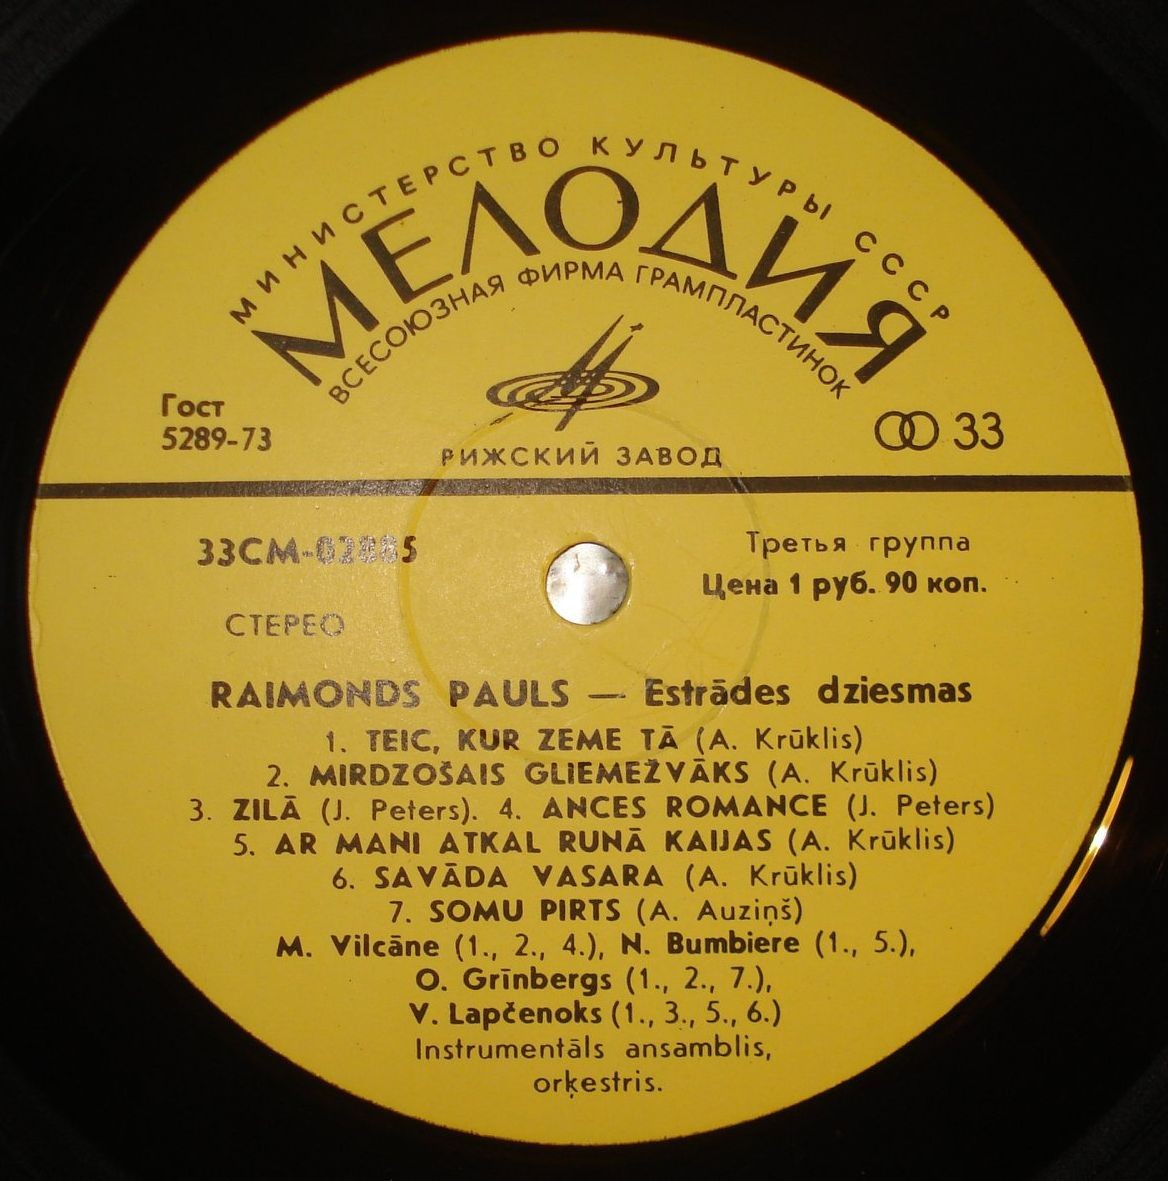 МИНИСТЕРСТВО КУЛЬТУРЫ СССР
МЕЛОДИЯ
ВСЕСОЮЗНАЯ ФИРМА ГРАМПЛАСТИНОК
Гост
5289-73
33
РИЖСКИЙ ЗАВОД
33СМ-02885
Третья группа
Цена 1 руб. 90 коп.
СТЕРЕО
RAIMONDS PAULS — Estrādes dziesmas
1. TEIC, KUR ZEME TĀ (A. Krūklis)
2. MIRDZOŠAIS GLIEMEŽVĀKS (A. Krūklis)
3. ZILĀ (J. Peters). 4. ANCES ROMANCE (J. Peters)
5. AR MANI ATKAL RUNĀ KAIJAS (A. Krūklis)
6. SAVĀDA VASARA (A. Krūklis)
7. SOMU PIRTS (A. Auziņš)
M. Vilcāne (1., 2., 4.), N. Bumbiere (1., 5.),
O. Grīnbergs (1., 2., 7.),
V. Lapčenoks (1., 3., 5., 6.)
Instrumentāls ansamblis,
orķestris.